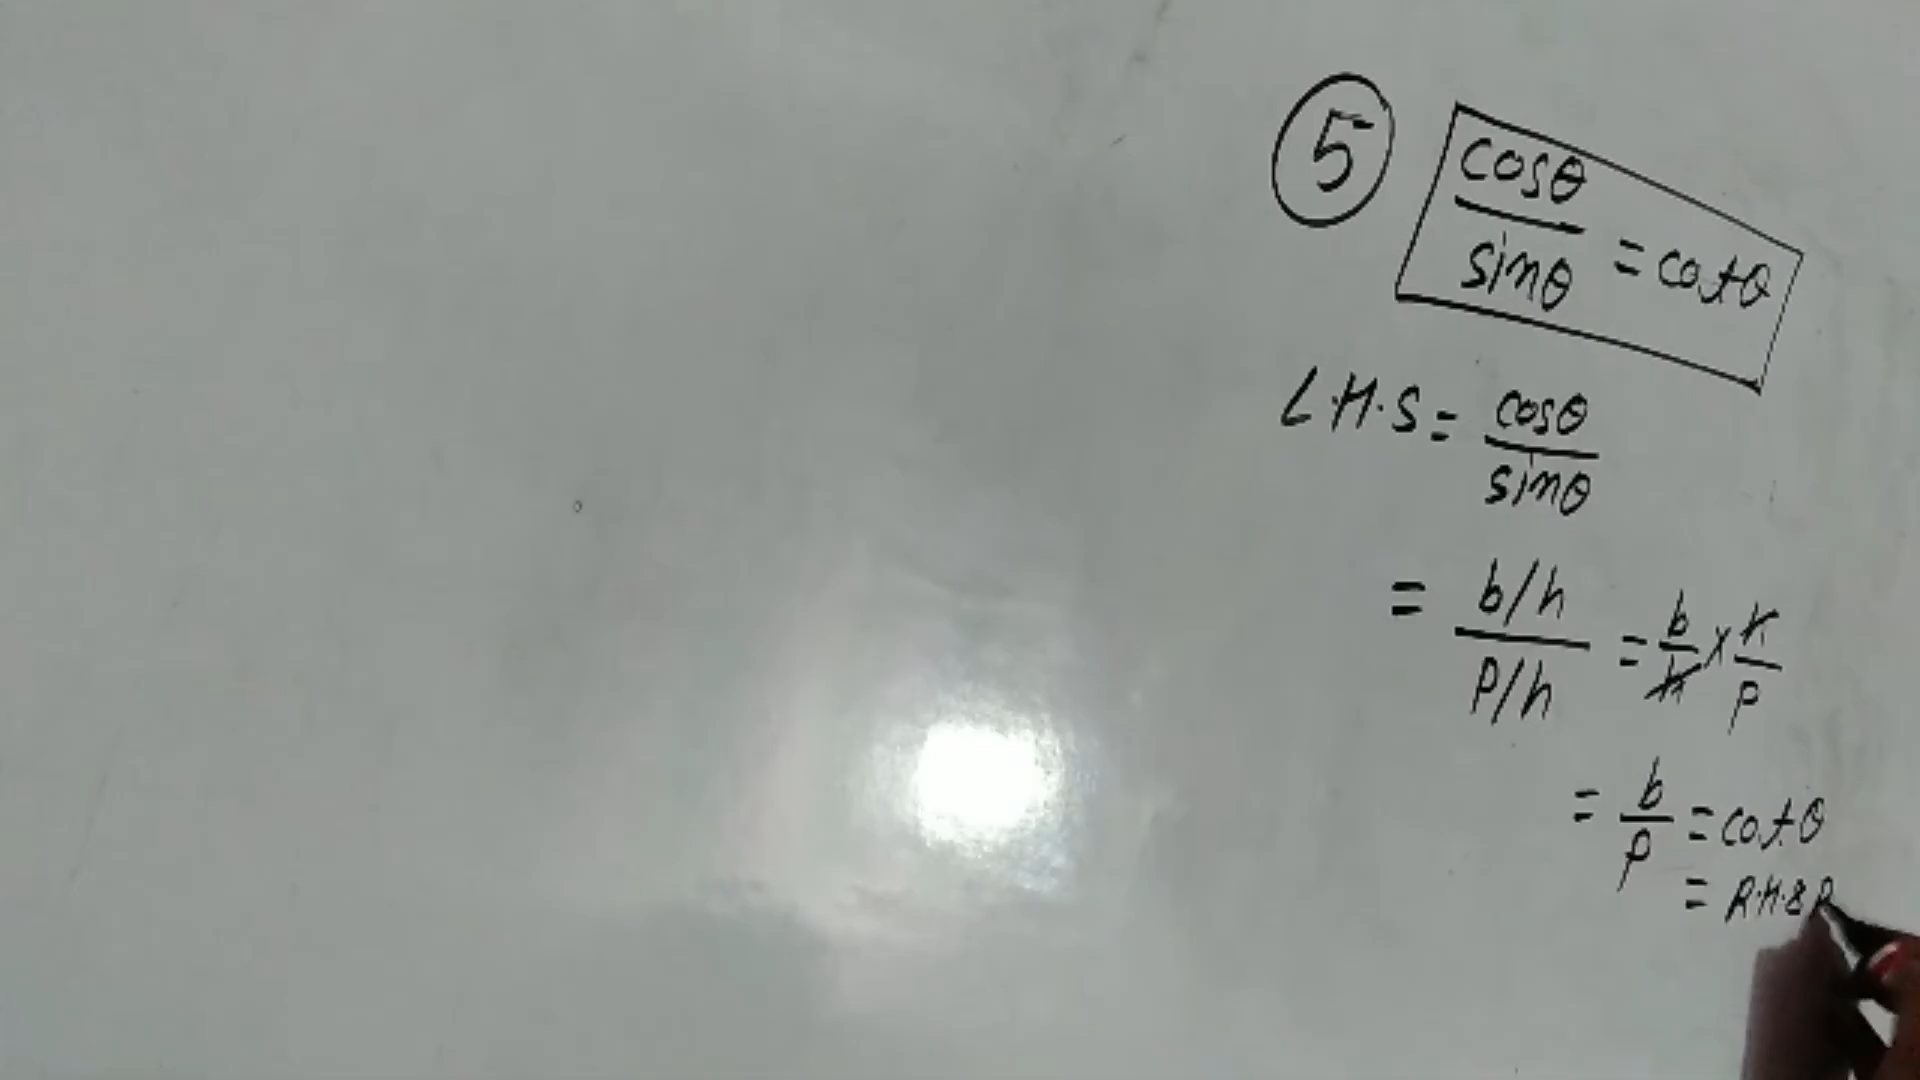 5 cosθ/sinθ = cotθ
L.H.S = cosθ/sinθ
= b/h / P/h = b/h × h/P
= b/P = cotθ
= R.H.S P